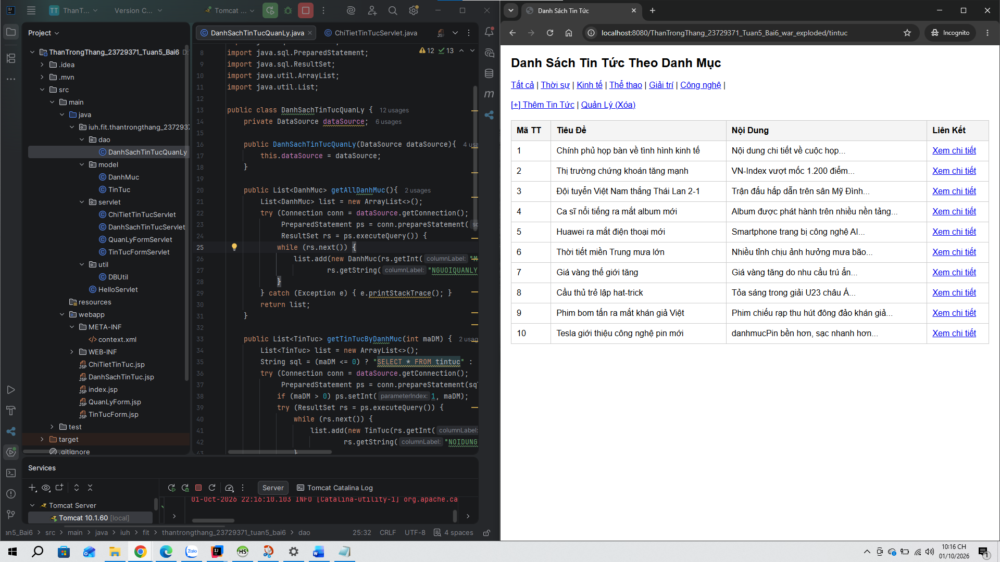 TT ThanT...
Version C...
Tomcat ...
Project
ThanTrongThang_23729371_Tuan5_Bai6
.idea
.mvn
src
main
java
iuh.fit.thantrongthang_2372937
dao
DanhSachTinTucQuanLy
model
DanhMuc
TinTuc
servlet
ChiTietTinTucServlet
DanhSachTinTucServlet
QuanLyFormServlet
TinTucFormServlet
util
DBUtil
HelloServlet
resources
webapp
META-INF
context.xml
WEB-INF
ChiTietTinTuc.jsp
DanhSachTinTuc.jsp
index.jsp
QuanLyForm.jsp
TinTucForm.jsp
test
target
.gitignore
DanhSachTinTucQuanLy.java
ChiTietTinTucServlet.java
12 13
8 import java.sql.PreparedStatement;
9 import java.sql.ResultSet;
10 import java.util.ArrayList;
11 import java.util.List;
12
13 public class DanhSachTinTucQuanLy { 12 usages
14 private DataSource dataSource; 6 usages
15
16 public DanhSachTinTucQuanLy(DataSource dataSource){ 4 usa
17 this.dataSource = dataSource;
18 }
19
20 public List<DanhMuc> getAllDanhMuc(){ 2 usages
21 List<DanhMuc> list = new ArrayList<>();
22 try (Connection conn = dataSource.getConnection();
23 PreparedStatement ps = conn.prepareStatement(
24 ResultSet rs = ps.executeQuery()) {
25 while (rs.next()) {
26 list.add(new DanhMuc(rs.getInt( columnLabel: "M
27 rs.getString( columnLabel: "NGUOIQUANLY
28 }
29 } catch (Exception e) { e.printStackTrace(); }
30 return list;
31 }
32
33 public List<TinTuc> getTinTucByDanhMuc(int maDM) { 2 usag
34 List<TinTuc> list = new ArrayList<>();
35 String sql = (maDM <= 0) ? "SELECT * FROM tintuc" :
36 try (Connection conn = dataSource.getConnection();
37 PreparedStatement ps = conn.prepareStatement(sq
38 if (maDM > 0) ps.setInt( parameterIndex: 1, maDM);
39 try (ResultSet rs = ps.executeQuery()) {
40 while (rs.next()) {
41 list.add(new TinTuc(rs.getInt( columnLabel:
42 rs.getString( columnLabel: "NOIDUNG
43 }
Services
Server
Tomcat Catalina Log
Tomcat Server
Tomcat 10.1.60 [local]
01-Oct-2026 22:16:10.103 INFO [Catalina-utility-1] org.apache.ca
an5_Bai6 > src > main > java > iuh > fit > thantrongthang_23729371_tuan5_bai6 > dao
25:32 CRLF UTF-8 4 spaces
Danh Sách Tin Tức
localhost:8080/ThanTrongThang_23729371_Tuan5_Bai6_war_exploded/tintuc
Incognito
Danh Sách Tin Tức Theo Danh Mục
Tất cả | Thời sự | Kinh tế | Thể thao | Giải trí | Công nghệ |
[+] Thêm Tin Tức | Quản Lý (Xóa)
Mã TT Tiêu Đề Nội Dung Liên Kết
1 Chính phủ họp bàn về tình hình kinh tế Nội dung chi tiết về cuộc họp... Xem chi tiết
2 Thị trường chứng khoán tăng mạnh VN-Index vượt mốc 1.200 điểm... Xem chi tiết
3 Đội tuyển Việt Nam thắng Thái Lan 2-1 Trận đấu hấp dẫn trên sân Mỹ Đình... Xem chi tiết
4 Ca sĩ nổi tiếng ra mắt album mới Album được phát hành trên nhiều nền tảng... Xem chi tiết
5 Huawei ra mắt điện thoại mới Smartphone trang bị công nghệ AI... Xem chi tiết
6 Thời tiết miền Trung mưa lớn Nhiều tỉnh chịu ảnh hưởng mưa bão... Xem chi tiết
7 Giá vàng thế giới tăng Giá vàng tăng do nhu cầu trú ẩn... Xem chi tiết
8 Cầu thủ trẻ lập hat-trick Tỏa sáng trong giải U23 châu Á... Xem chi tiết
9 Phim bom tấn ra mắt khán giả Việt Phim chiếu rạp thu hút đông đảo khán giả... Xem chi tiết
10 Tesla giới thiệu công nghệ pin mới danhmucPin bền hơn, sạc nhanh hơn... Xem chi tiết
10:16 CH
01/10/2026